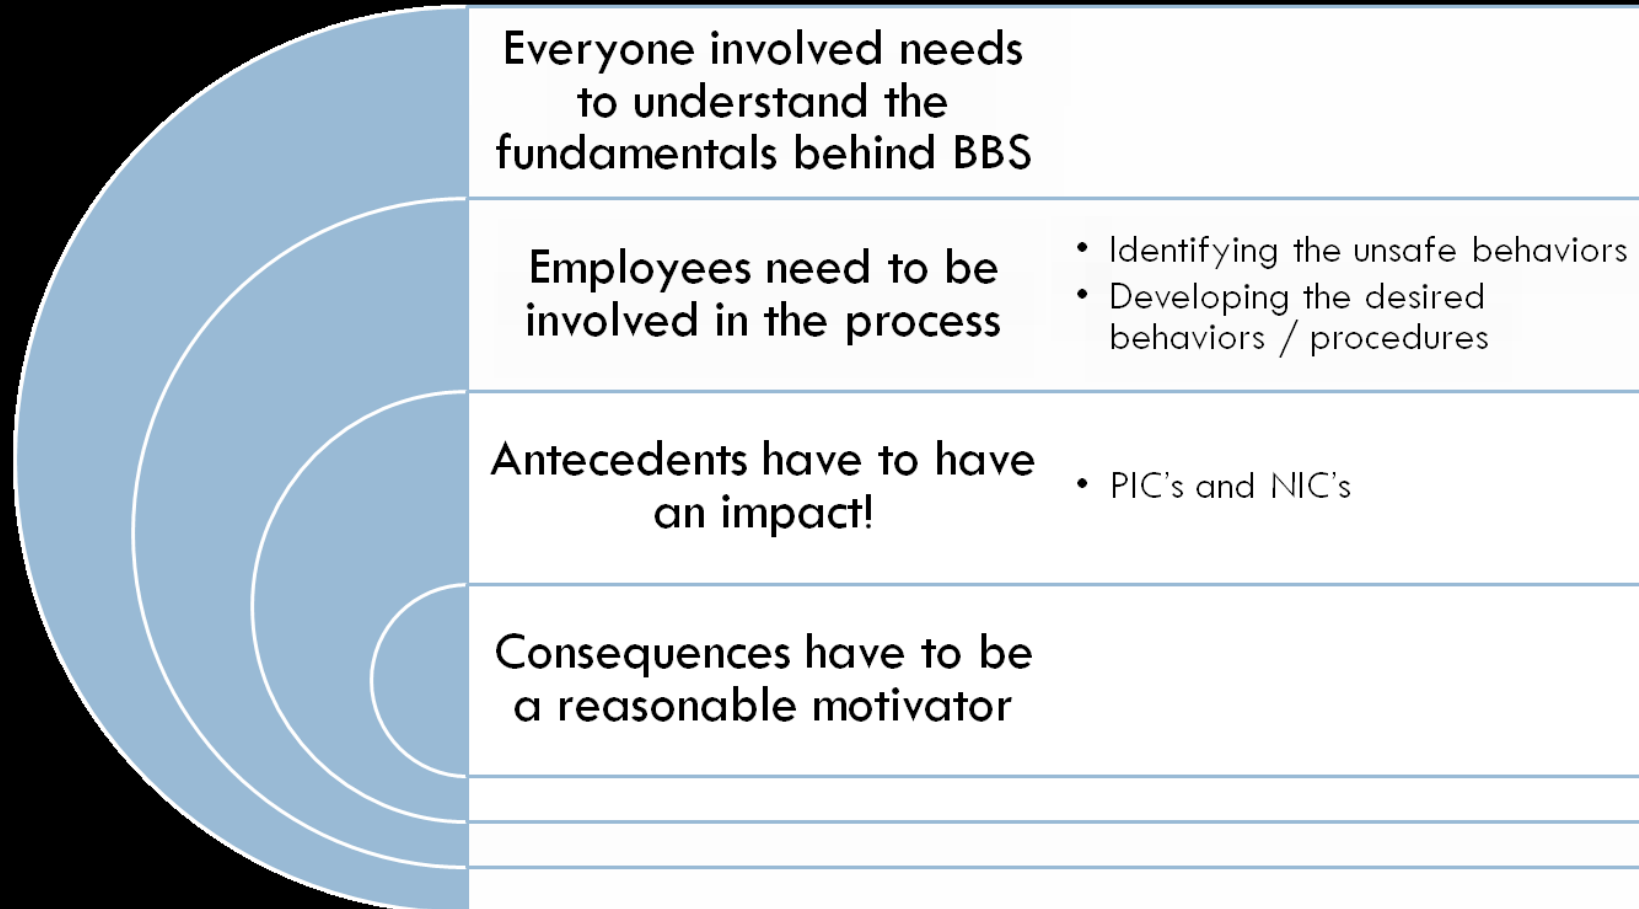 Everyone involved needs
to understand the
fundamentals behind BBS
Employees need to be
involved in the process
• Identifying the unsafe behaviors
• Developing the desired
behaviors / procedures
Antecedents have to have
an impact!
• PIC's and NIC's
Consequences have to be
a reasonable motivator